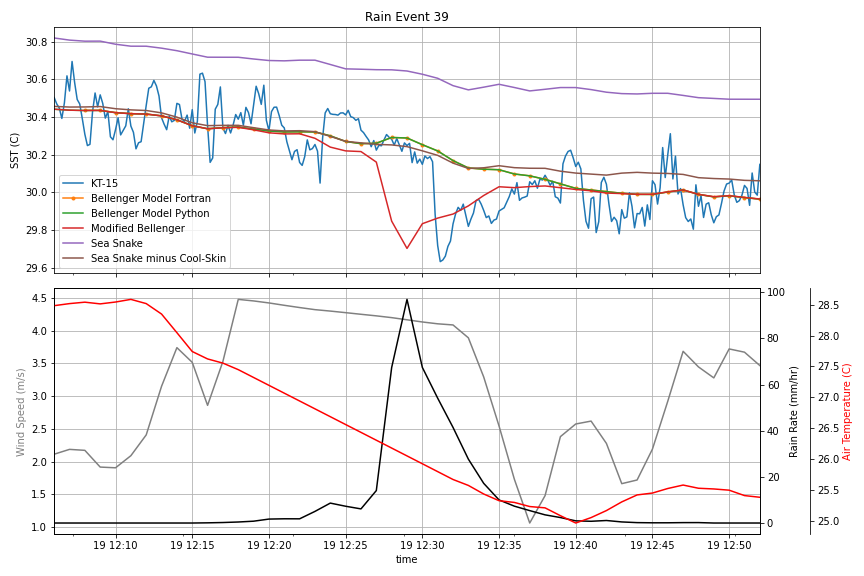 Rain Event 39
SST (C)
30.8
30.6
30.4
30.2
30.0
29.8
29.6
KT-15
Bellenger Model Fortran
Bellenger Model Python
Modified Bellenger
Sea Snake
Sea Snake minus Cool-Skin
Wind Speed (m/s)
4.5
4.0
3.5
3.0
2.5
2.0
1.5
1.0
100
80
60
40
20
0
Rain Rate (mm/hr)
28.5
28.0
27.5
27.0
26.5
26.0
25.5
25.0
Air Temperature (C)
19 12:10 19 12:15 19 12:20 19 12:25 19 12:30 19 12:35 19 12:40 19 12:45 19 12:50
time